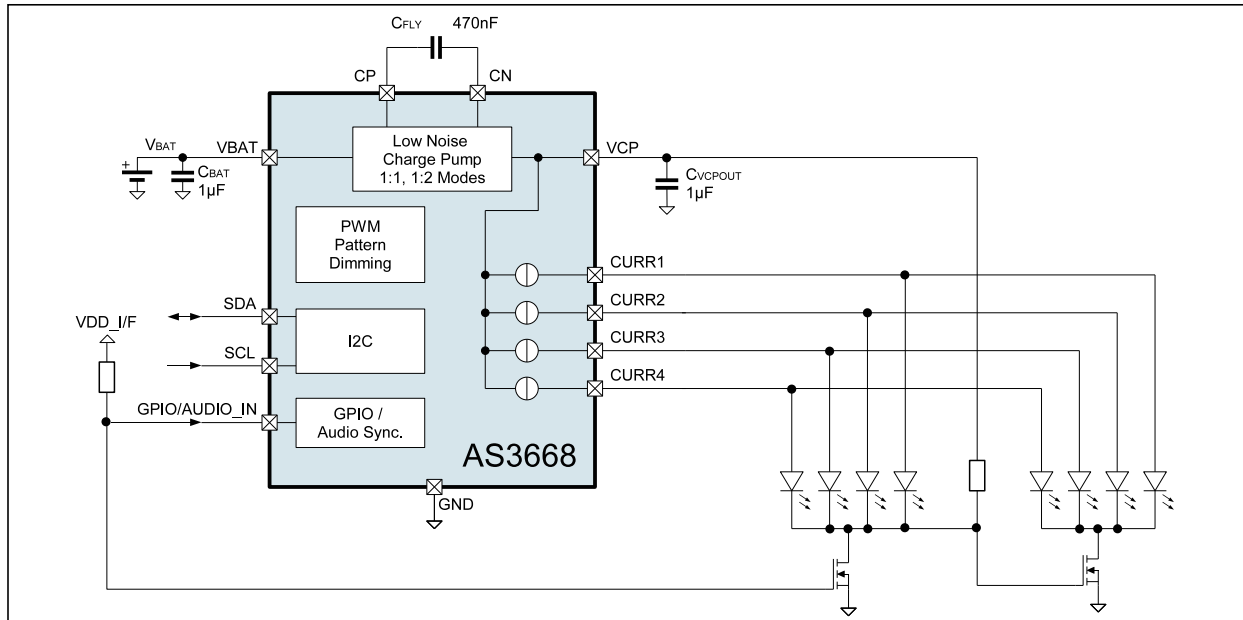 CFLY 470nF
CP
CN
VBAT
VBAT
+
CBAT
1µF
Low Noise
Charge Pump
1:1, 1:2 Modes
VCP
CVCPOUT
1µF
PWM
Pattern
Dimming
CURR1
CURR2
CURR3
CURR4
SDA
VDD_I/F
SCL
I2C
GPIO/AUDIO_IN
GPIO /
Audio Sync.
AS3668
GND